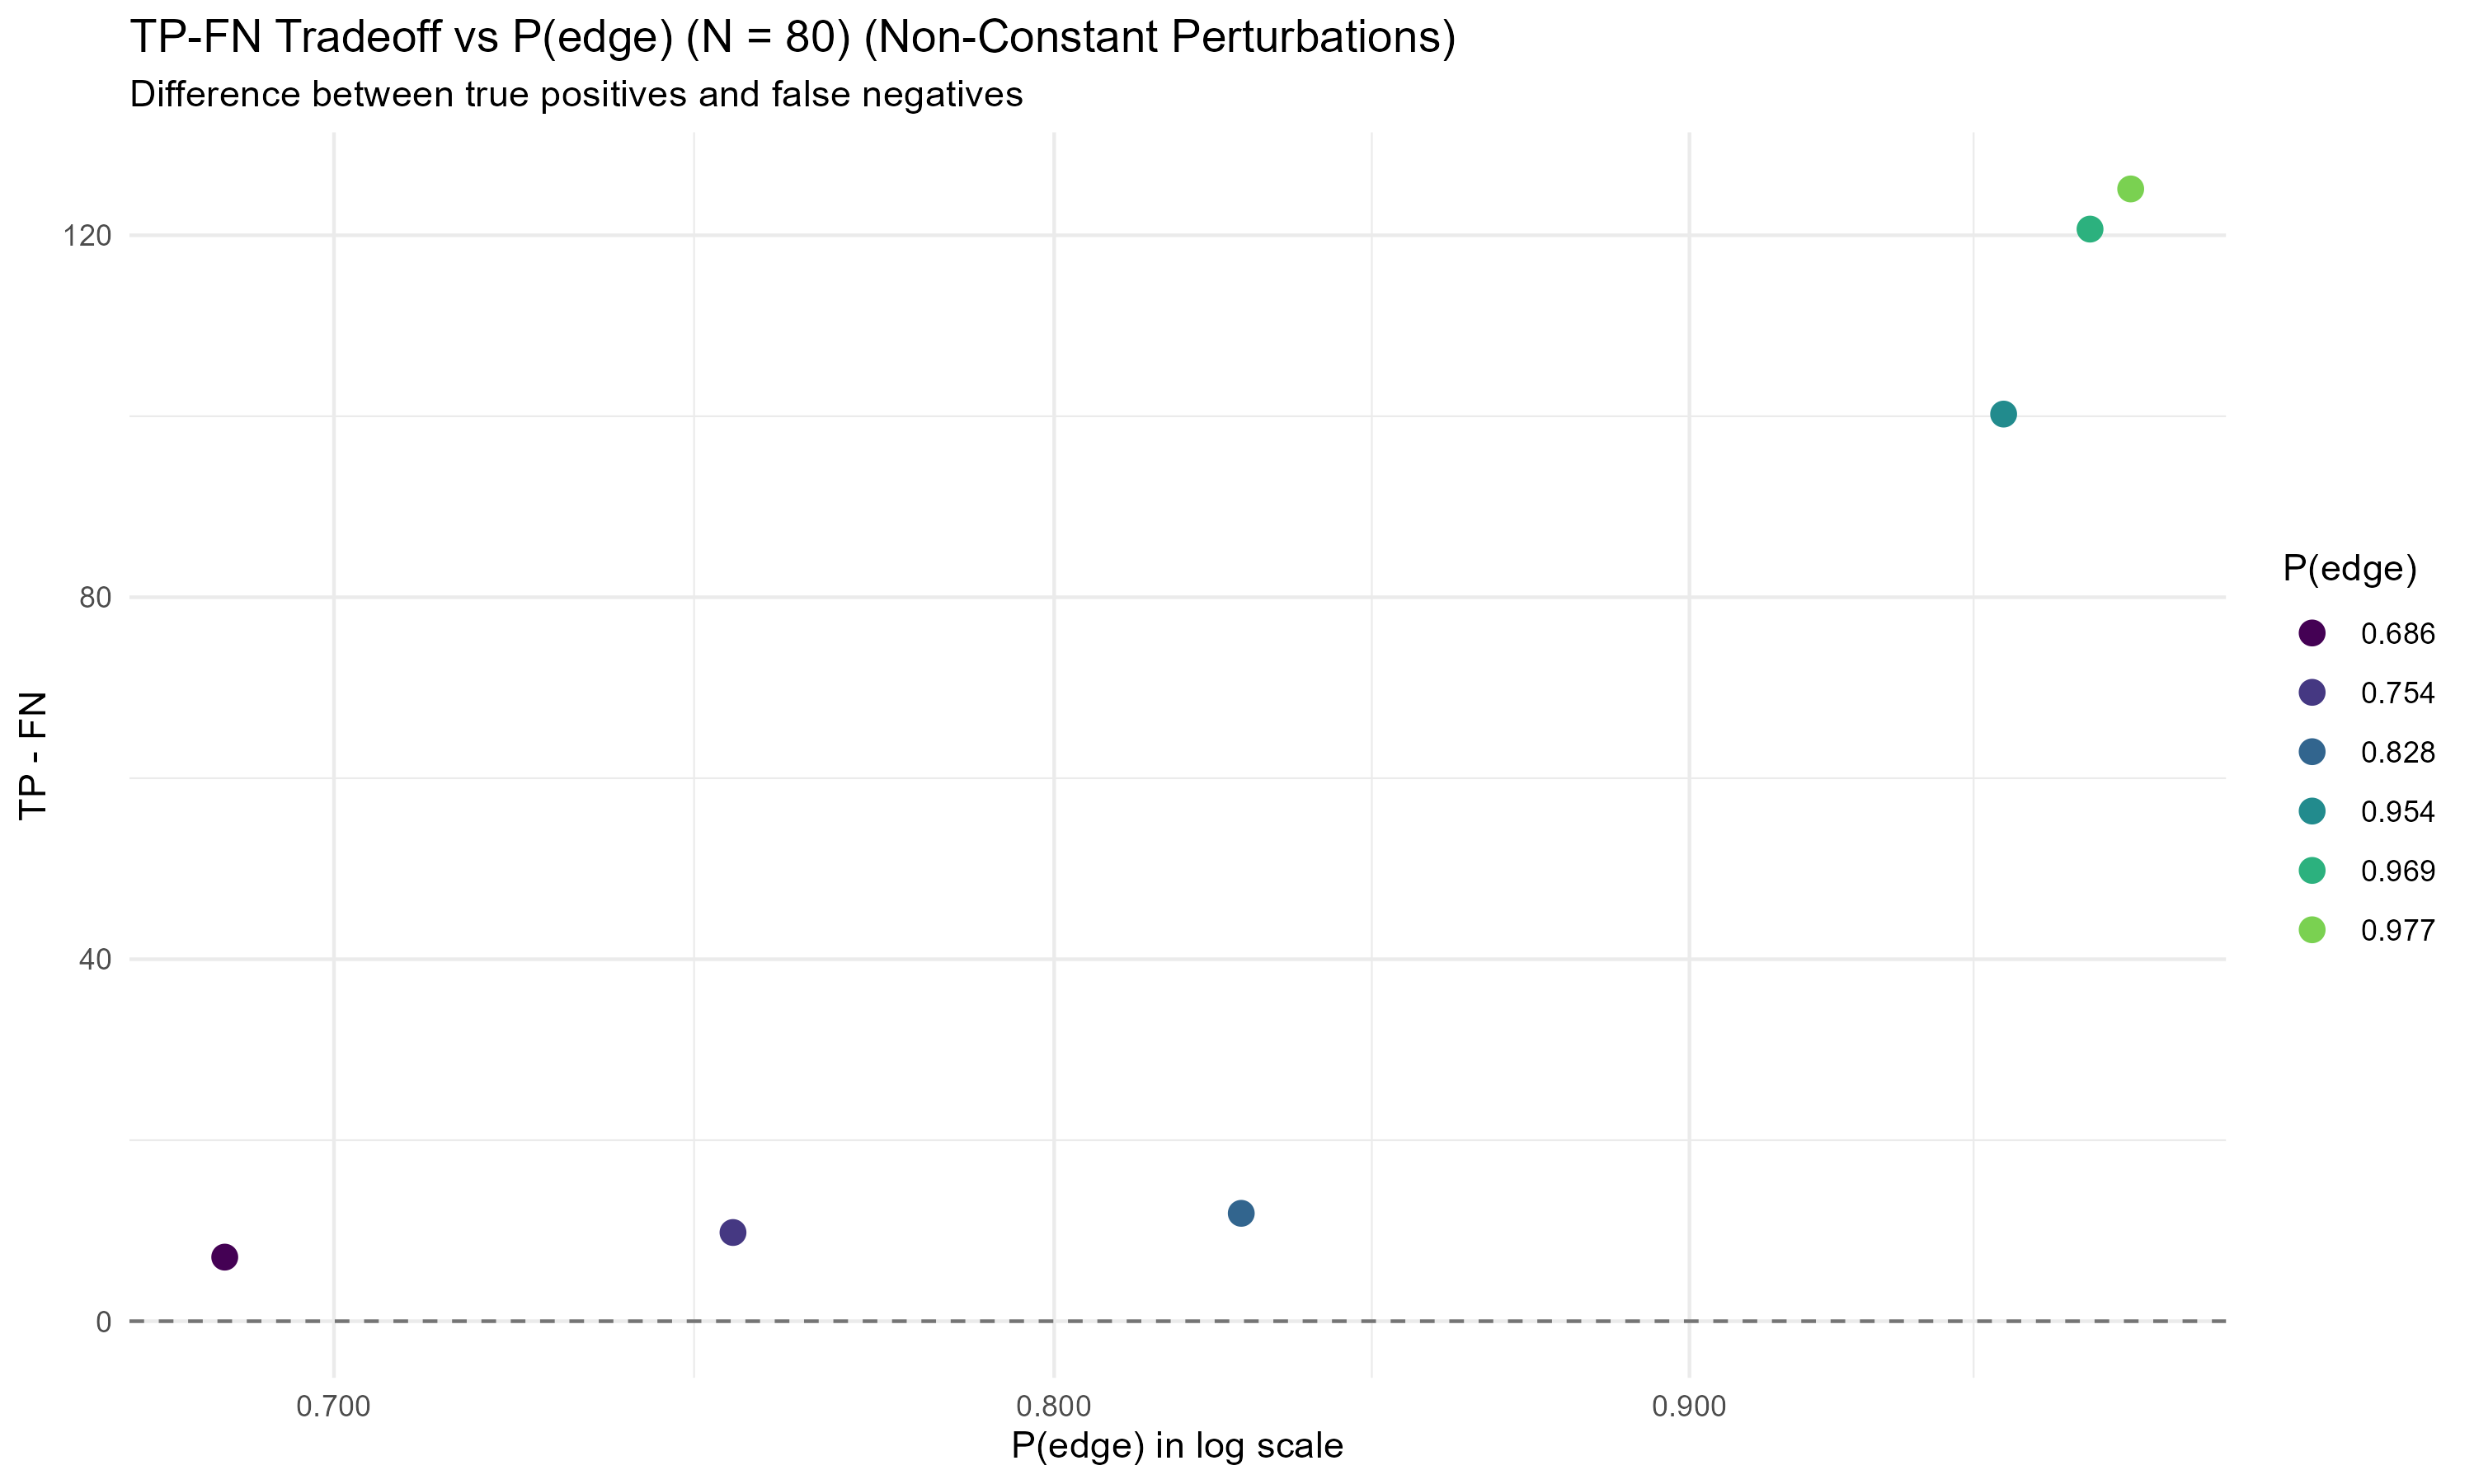 TP-FN Tradeoff vs P(edge) (N = 80) (Non-Constant Perturbations)
Difference between true positives and false negatives
120
80
40
0
TP - FN
0.700
0.800
0.900
P(edge) in log scale
P(edge)
0.686
0.754
0.828
0.954
0.969
0.977